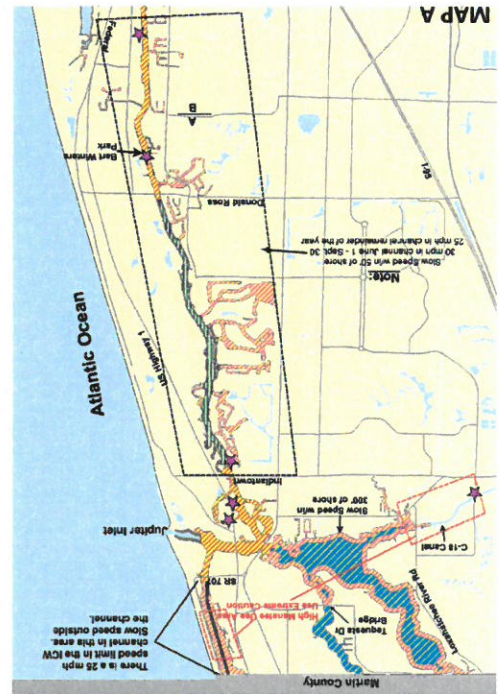 Martin County
There is a 25 mph
speed limit in the ICW
channel in this area
Slow speed outside
the channel.
SR 707
High Manatee Use Areas
Use Extreme Caution
Tequesta Dr
Bridge
Loxahatchee River Rd
C-18 Canal
Slow Speed w/in
300' of shore
Jupiter Inlet
Indiantown
Atlantic Ocean
US Highway 1
Note:
Slow Speed w/in 50' of shore
30 mph in channel June 1 - Sept. 30
25 mph in channel remainder of the year
Donald Ross
Bert Winters
Park
A
B
I-95
Federal
MAP A